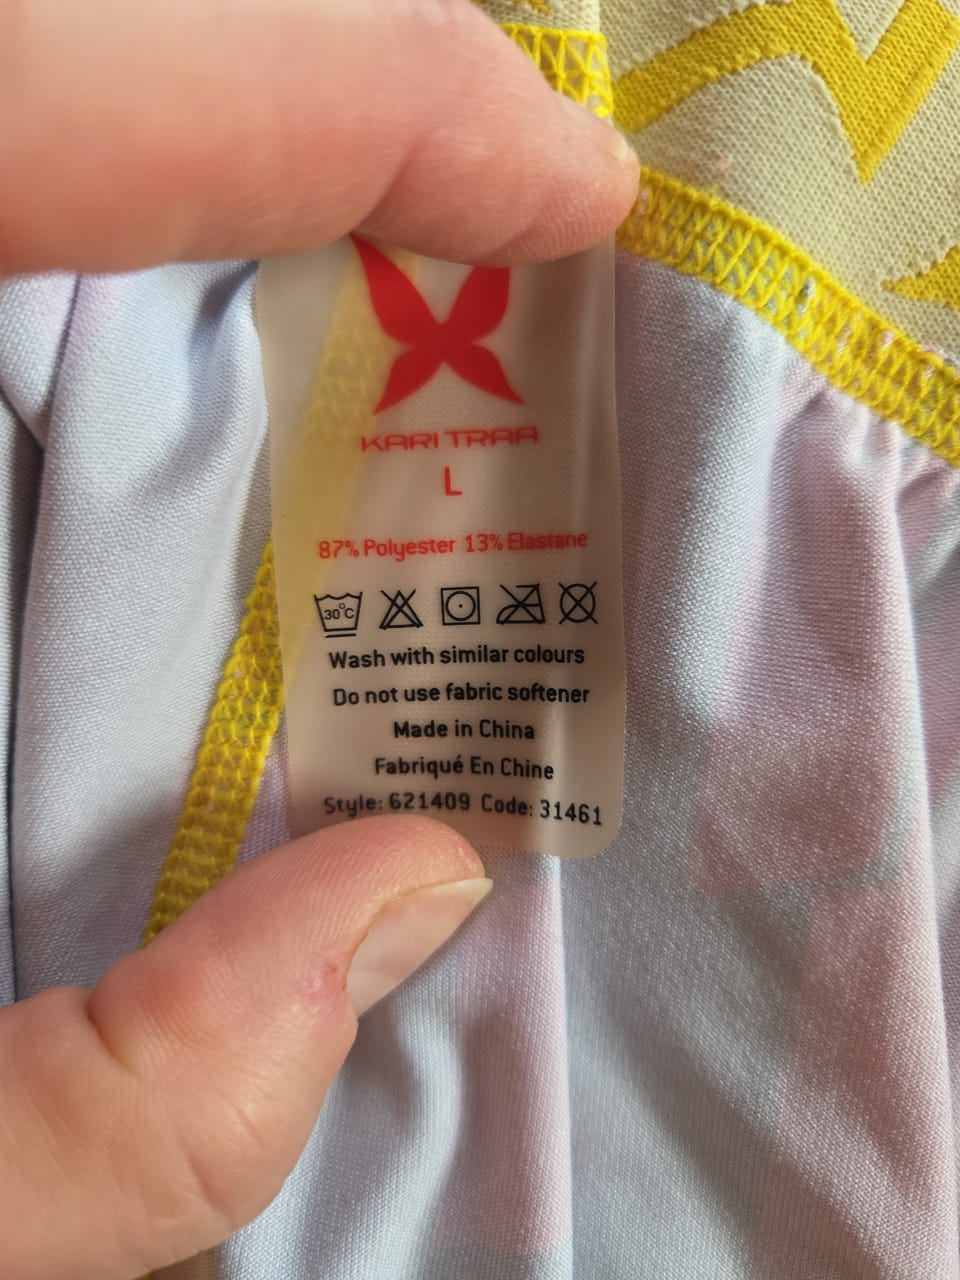 KARI TRAA
L
87% Polyester 13% Elastane
30°C
Wash with similar colours
Do not use fabric softener
Made in China
Fabriqué En Chine
Style: 621409 Code: 31461